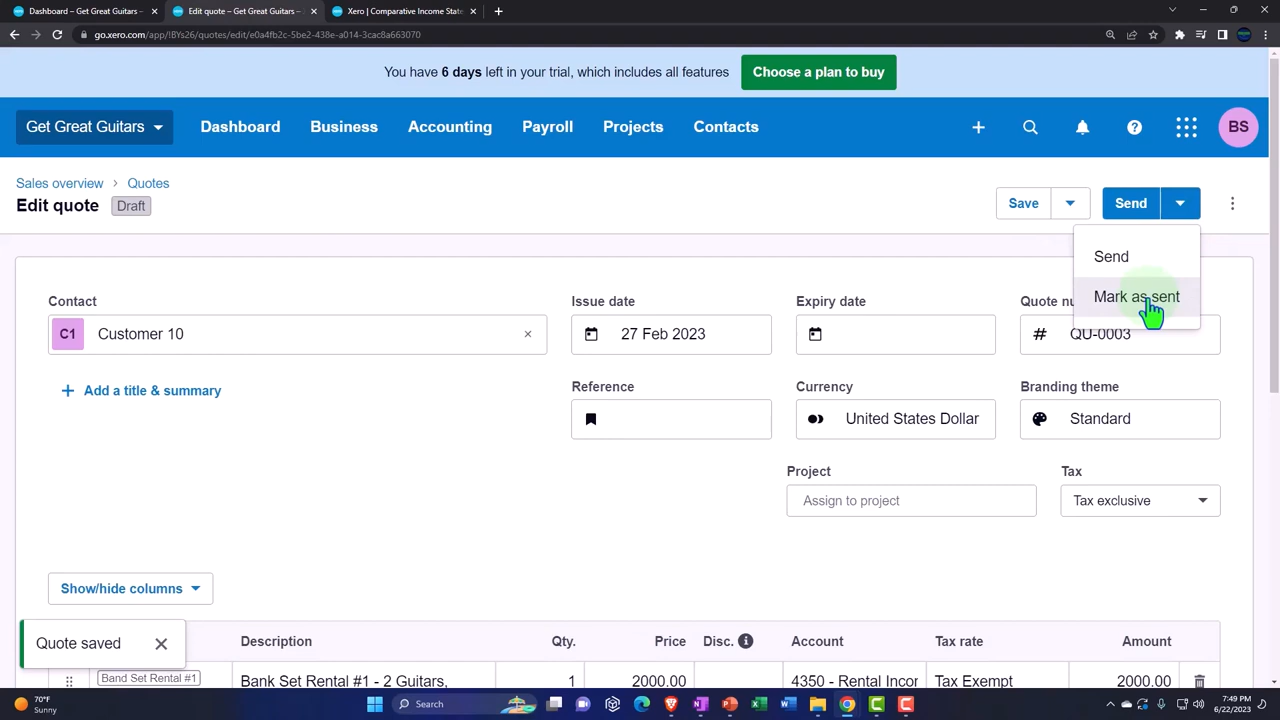 Dashboard – Get Great Guitars –
Edit quote – Get Great Guitars –
Xero | Comparative Income State
go.xero.com/app/!BYs26/quotes/edit/e0a4fb2c-5be2-438e-a014-3cac8a663070
You have 6 days left in your trial, which includes all features
Choose a plan to buy
Get Great Guitars
Dashboard
Business
Accounting
Payroll
Projects
Contacts
BS
Sales overview
Quotes
Edit quote
Draft
Save
Send
Send
Mark as sent
Contact
Issue date
Expiry date
Quote nu
C1
Customer 10
27 Feb 2023
QU-0003
Add a title & summary
Reference
Currency
Branding theme
United States Dollar
Standard
Project
Tax
Assign to project
Tax exclusive
Show/hide columns
Quote saved
Description
Qty.
Price
Disc.
Account
Tax rate
Amount
Band Set Rental #1
Bank Set Rental #1 - 2 Guitars,
1
2000.00
4350 - Rental Incor
Tax Exempt
2000.00
70°F
Sunny
Search
7:49 PM
6/22/2023